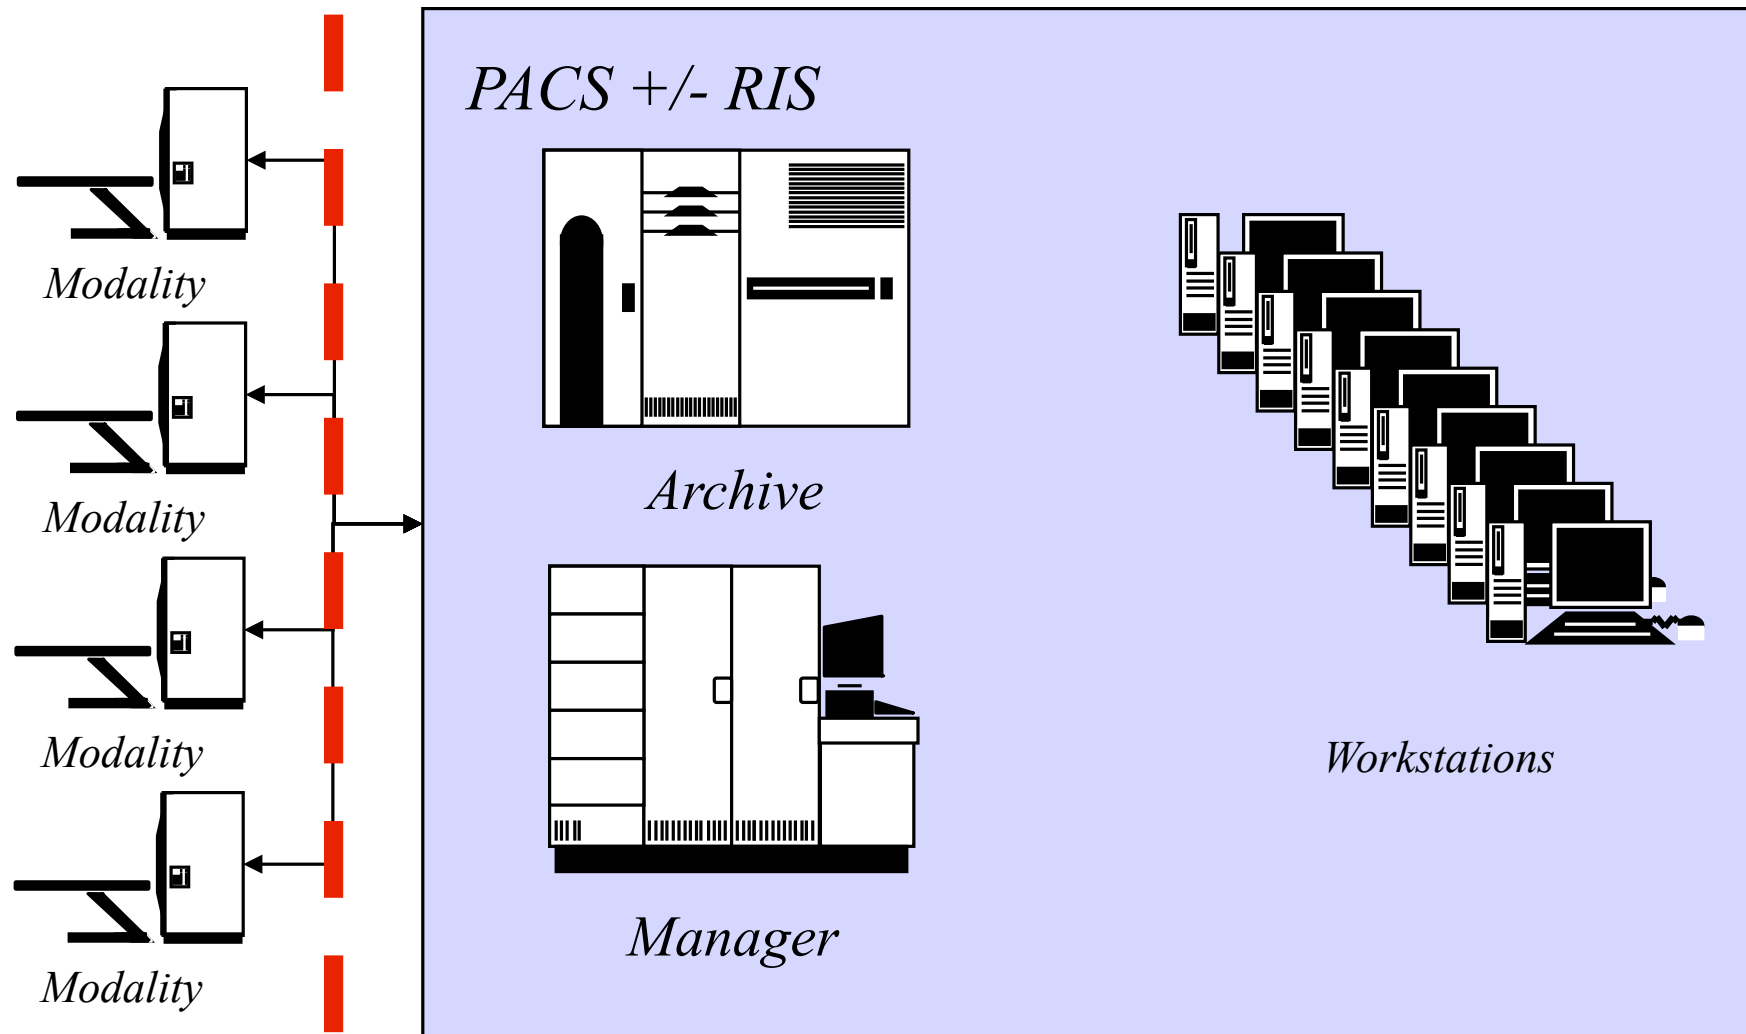 PACS +/- RIS
Modality
Modality
Modality
Modality
Archive
Manager
Workstations